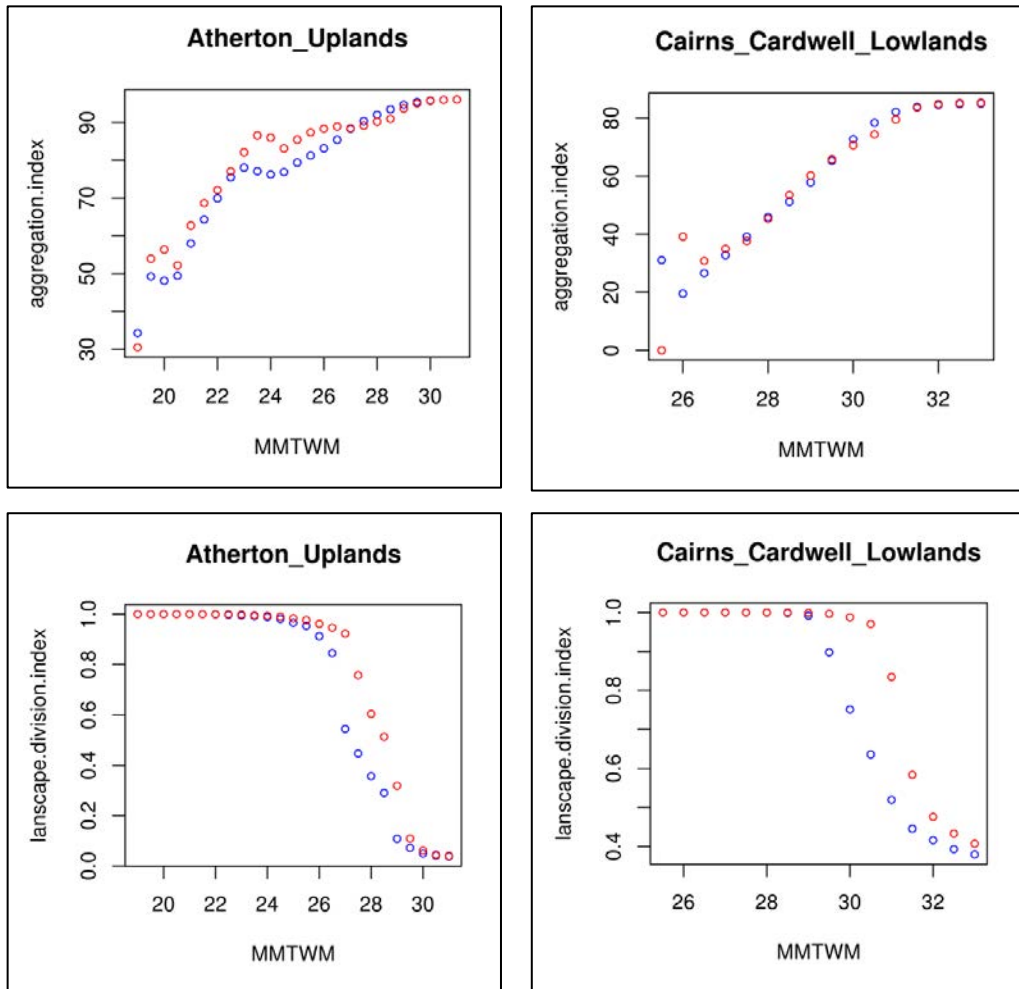 Atherton_Uplands
aggregation.index
90
70
50
30
20 22 24 26 28 30
MMTWM
Cairns_Cardwell_Lowlands
aggregation.index
80
60
40
20
0
26 28 30 32
MMTWM
Atherton_Uplands
lanscape.division.index
1.0
0.8
0.6
0.4
0.2
0.0
20 22 24 26 28 30
MMTWM
Cairns_Cardwell_Lowlands
lanscape.division.index
1.0
0.8
0.6
0.4
26 28 30 32
MMTWM